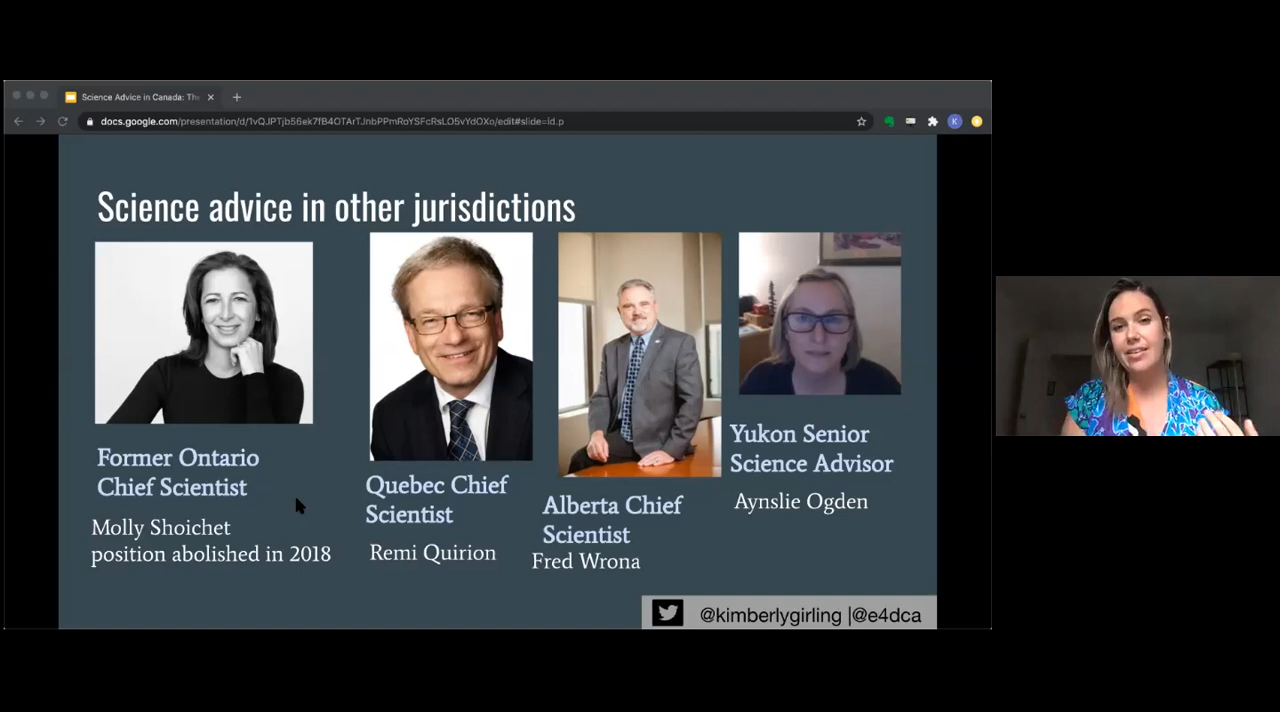 Science Advice in Canada: Th
docs.google.com/presentation/d/1vQJPTjb56ek7fB4OTArTJnbPPmRoYSFcRsLO5vYdOXo/edit#slide=id.p
K
Science advice in other jurisdictions
Former Ontario
Chief Scientist
Molly Shoichet
position abolished in 2018
Quebec Chief
Scientist
Remi Quirion
Alberta Chief
Scientist
Fred Wrona
Yukon Senior
Science Advisor
Aynslie Ogden
@kimberlygirling |@e4dca